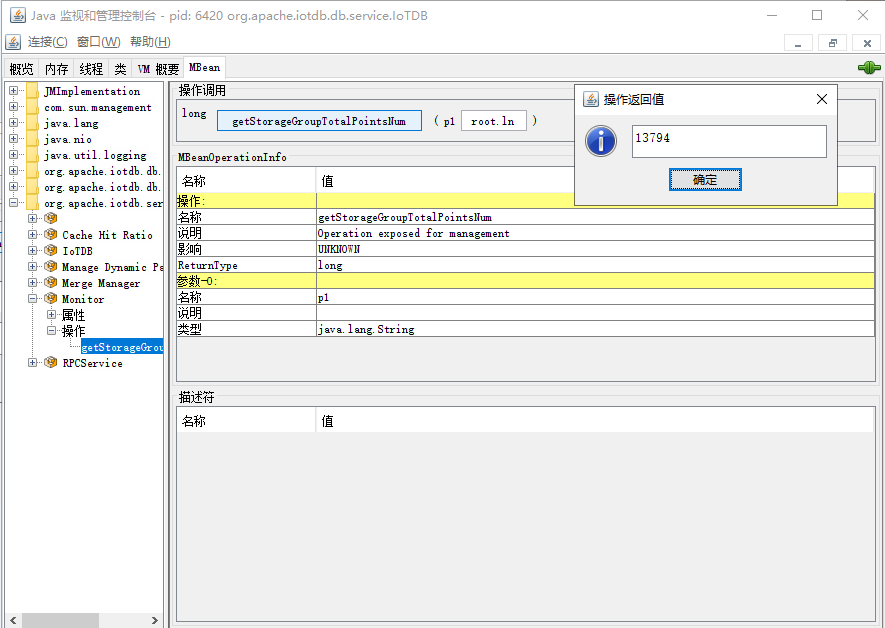 Java 监视和管理控制台 - pid: 6420 org.apache.iotdb.db.service.IoTDB
连接(C) 窗口(W) 帮助(H)
概览 内存 线程 类 VM 概要 MBean
JMImplementation
com.sun.management
java.lang
java.nio
java.util.logging
org.apache.iotdb.db.
org.apache.iotdb.db.
org.apache.iotdb.ser
Cache Hit Ratio
IoTDB
Manage Dynamic Pa
Merge Manager
Monitor
属性
操作
getStorageGrou
RPCService
操作调用
long getStorageGroupTotalPointsNum ( p1 root.ln )
MBeanOperationInfo
名称 值
操作:
名称 getStorageGroupTotalPointsNum
说明 Operation exposed for management
影响 UNKNOWN
ReturnType long
参数-0:
名称 p1
说明
类型 java.lang.String
描述符
名称 值
操作返回值
13794
确定